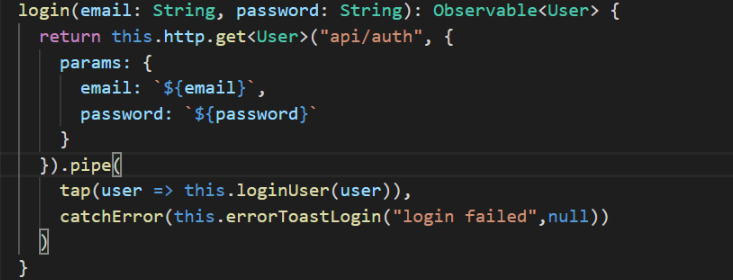 login(email: String, password: String): Observable<User> {
  return this.http.get<User>("api/auth", {
    params: {
      email: `${email}`,
      password: `${password}`
    }
  }).pipe(
    tap(user => this.loginUser(user)),
    catchError(this.errorToastLogin("login failed",null))
  )
}